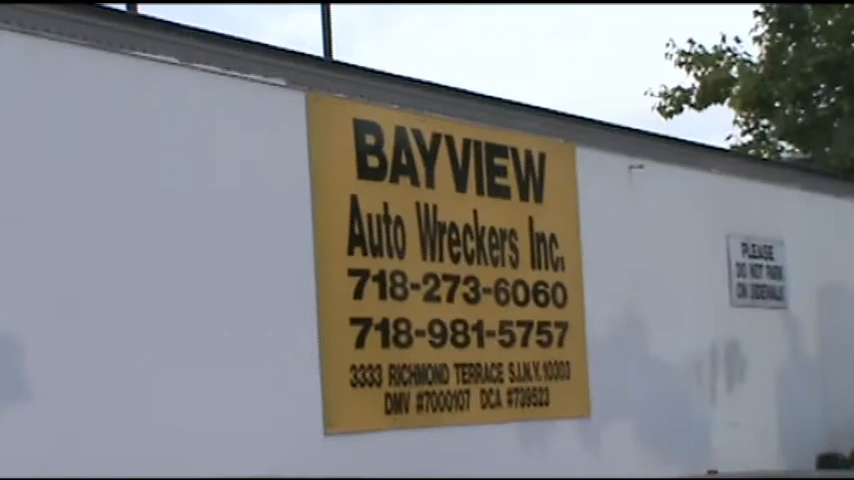 BAYVIEW
Auto Wreckers Inc.
718-273-6060
718-981-5757
3333 RICHMOND TERRACE S.I.N.Y. 10303
DMV #7000107 DCA #739523
PLEASE
DO NOT PARK
ON SIDEWALK